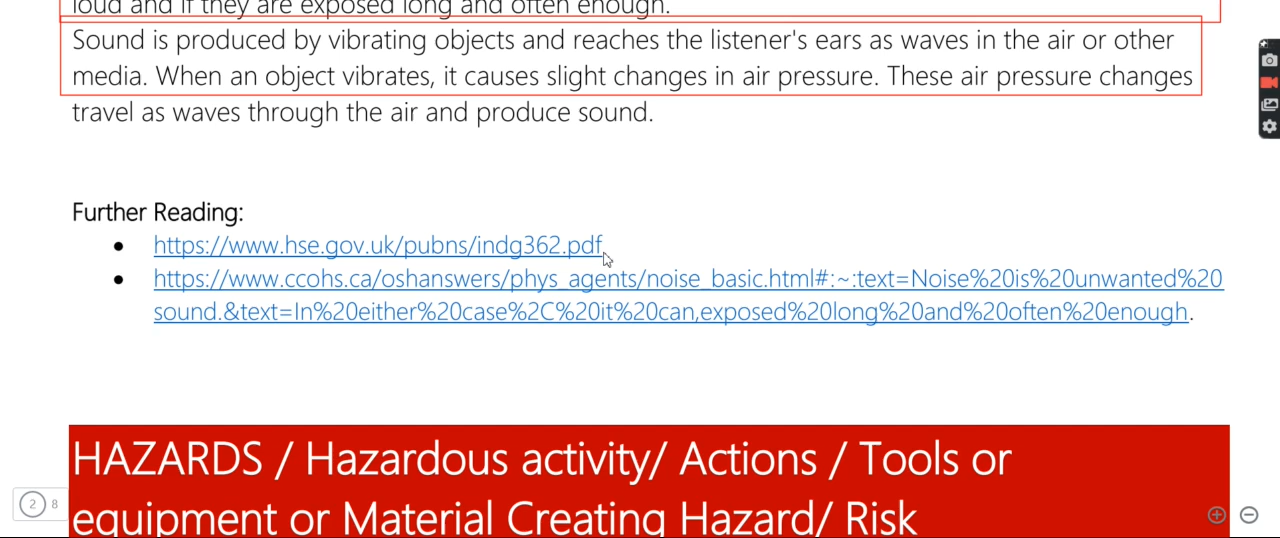 loud and if they are exposed long and often enough.
Sound is produced by vibrating objects and reaches the listener's ears as waves in the air or other
media. When an object vibrates, it causes slight changes in air pressure. These air pressure changes
travel as waves through the air and produce sound.
Further Reading:
• https://www.hse.gov.uk/pubns/indg362.pdf
• https://www.ccohs.ca/oshanswers/phys_agents/noise_basic.html#:~:text=Noise%20is%20unwanted%20
sound.&text=In%20either%20case%2C%20it%20can,exposed%20long%20and%20often%20enough.
HAZARDS / Hazardous activity/ Actions / Tools or
equipment or Material Creating Hazard/ Risk
2 8